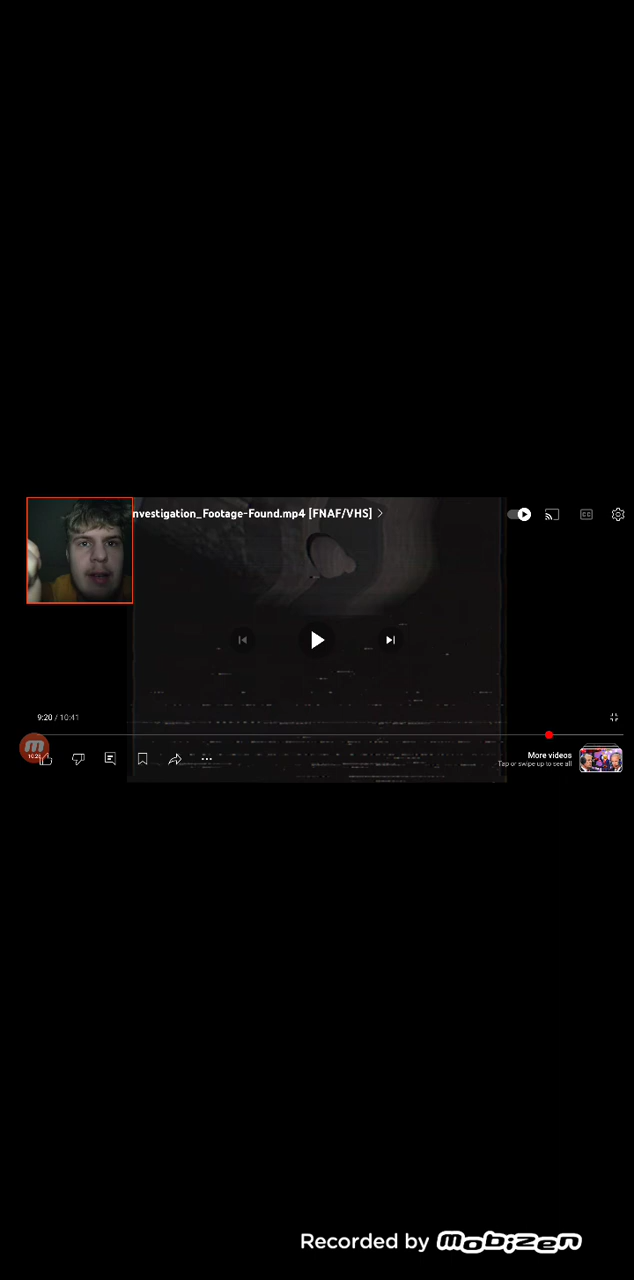 nvestigation_Footage-Found.mp4 [FNAF/VHS]
CC
9:20 / 10:41
More videos
Tap or swipe up to see all
Recorded by mobizen